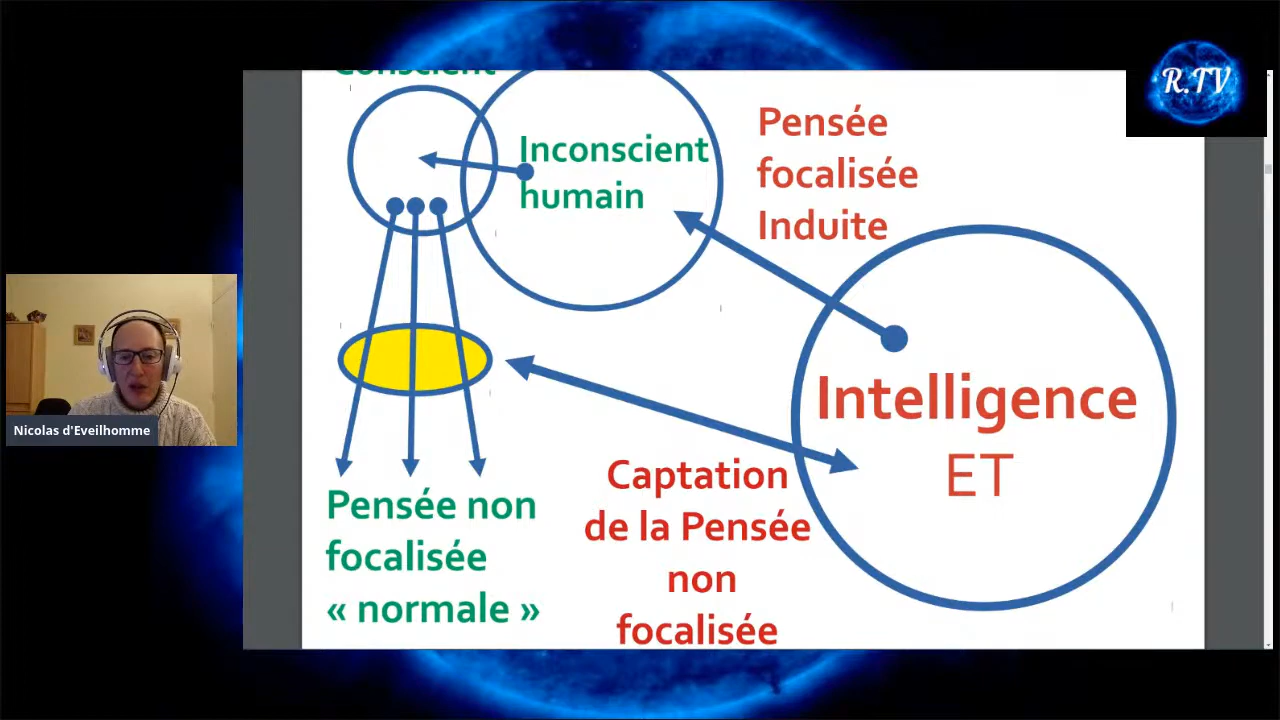 Conscient
R.TV
Inconscient
humain
Pensée
focalisée
Induite
Intelligence
ET
Nicolas d'Eveilhomme
Captation
de la Pensée
non
focalisée
Pensée non
focalisée
« normale »